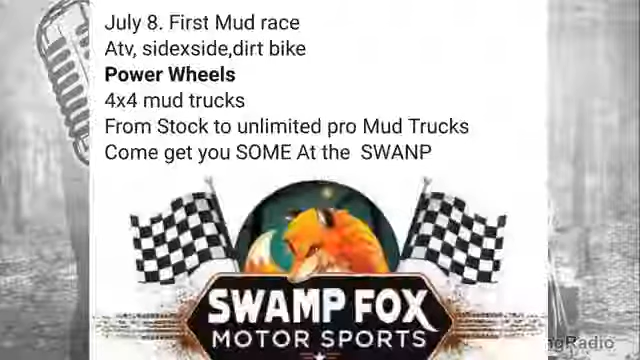 July 8. First Mud race
Atv, sidexside,dirt bike
Power Wheels
4x4 mud trucks
From Stock to unlimited pro Mud Trucks
Come get you SOME At the SWANP
SWAMP FOX
MOTOR SPORTS
ngRadio